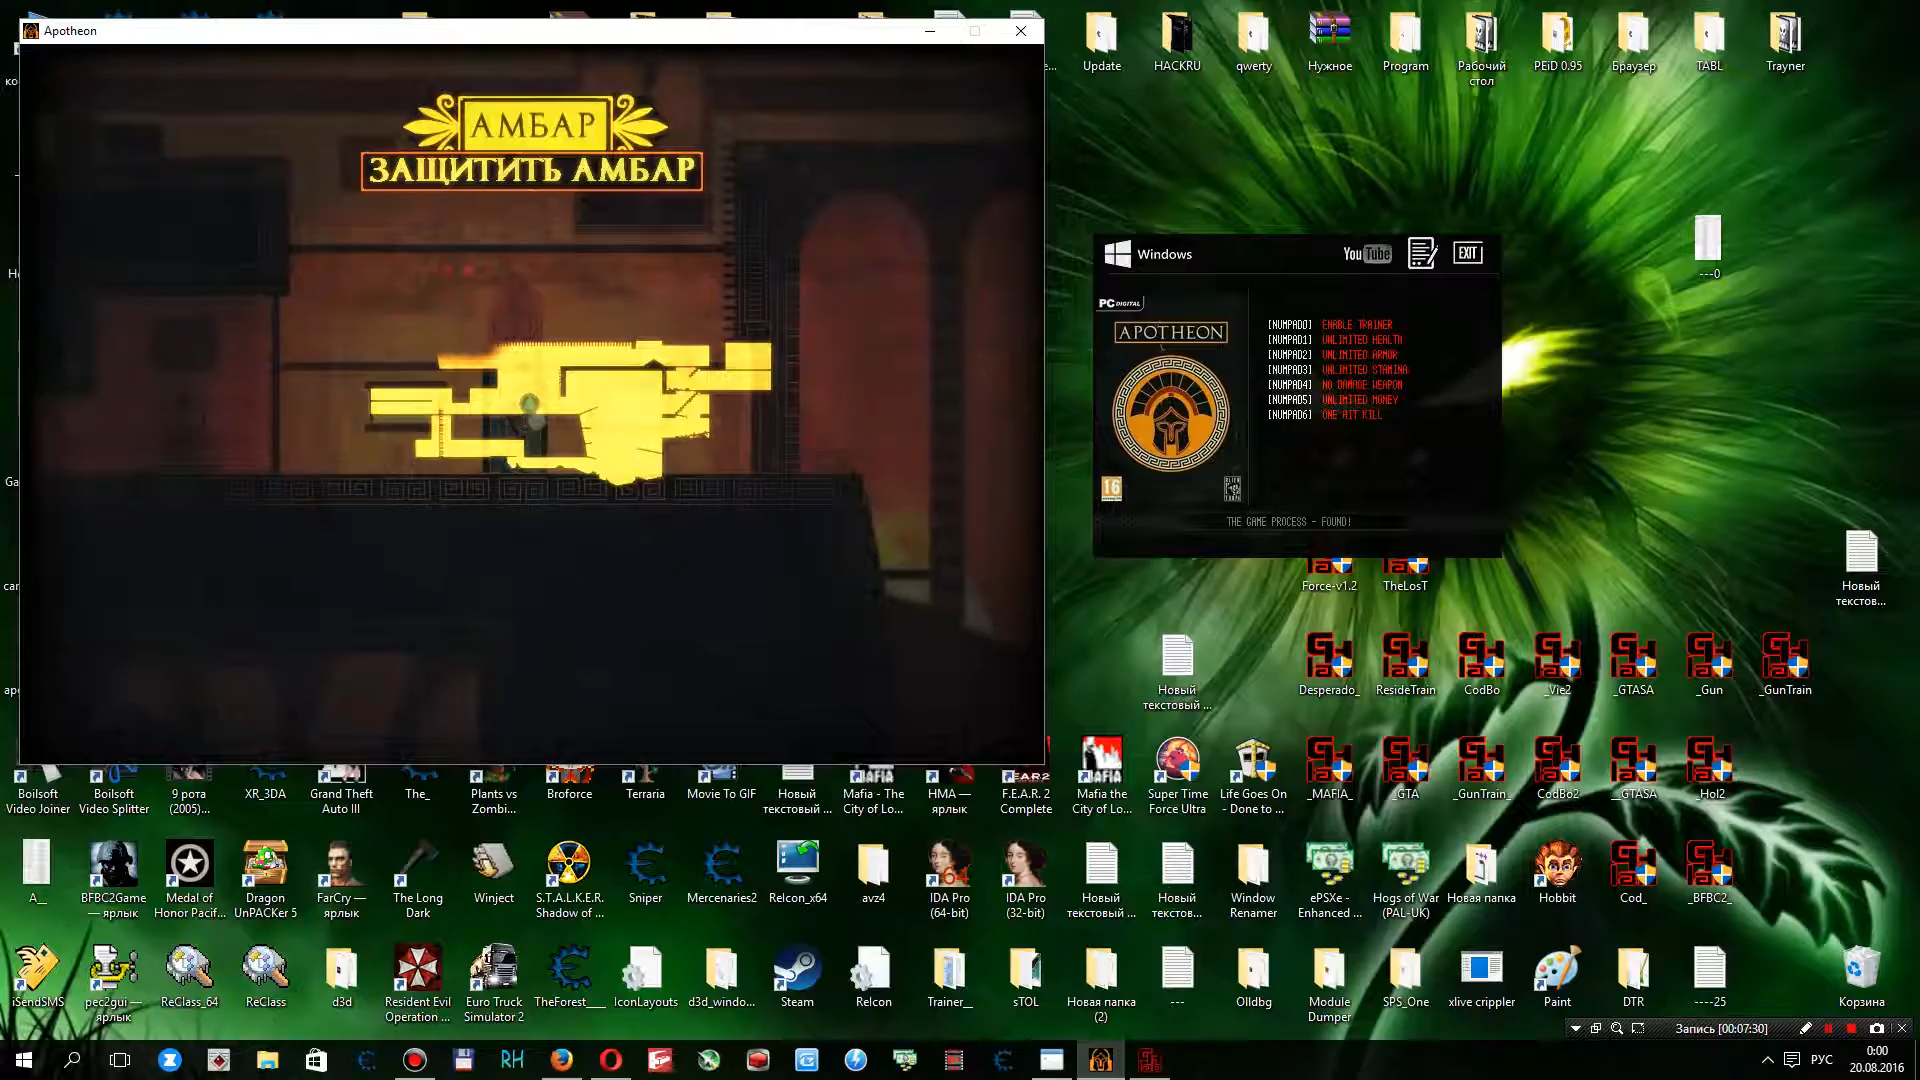 Apotheon
АМБАР
ЗАЩИТИТЬ АМБАР
Update
HACKRU
qwerty
Нужное
Program
Рабочий
стол
PEiD 0.95
Браузер
TABL
Trayner
---0
Windows
YouTube
EXIT
PC DIGITAL
APOTHEON
16
[NUMPAD0] ENABLE TRAINER
[NUMPAD1] UNLIMITED HEALTH
[NUMPAD2] UNLIMITED ARMOR
[NUMPAD3] UNLIMITED STAMINA
[NUMPAD4] NO DAMAGE WEAPON
[NUMPAD5] UNLIMITED MONEY
[NUMPAD6] ONE HIT KILL
THE GAME PROCESS - FOUND!
Force-v1.2
TheLosT
Новый
текстов...
Новый
текстовый ...
Desperado_
ResideTrain
CodBo
_Vie2
_GTASA
_Gun
_GunTrain
Boilsoft
Video Joiner
Boilsoft
Video Splitter
9 рота
(2005)...
XR_3DA
Grand Theft
Auto III
The_
Plants vs
Zombi...
Broforce
Terraria
Movie To GIF
Новый
текстовый ...
Mafia - The
City of Lo...
HMA —
ярлык
F.E.A.R. 2
Complete
Mafia the
City of Lo...
Super Time
Force Ultra
Life Goes On
- Done to ...
_MAFIA_
_GTA
_GunTrain_
CodBo2
__GTASA
_Hol2
A__
BFBC2Game
— ярлык
Medal of
Honor Pacif...
Dragon
UnPACKer 5
FarCry —
ярлык
The Long
Dark
Winject
S.T.A.L.K.E.R.
Shadow of ...
Sniper
Mercenaries2
RelIcon_x64
avz4
IDA Pro
(64-bit)
IDA Pro
(32-bit)
Новый
текстовый ...
Новый
текстов...
Window
Renamer
ePSXe -
Enhanced ...
Hogs of War
(PAL-UK)
Новая папка
Hobbit
Cod_
_BFBC2_
iSendSMS
pec2gui —
ярлык
ReClass_64
ReClass
d3d
Resident Evil
Operation ...
Euro Truck
Simulator 2
TheForest____
IconLayouts
d3d_windo...
Steam
RelIcon
Trainer__
sTOL
Новая папка
(2)
---
Olldbg
Module
Dumper
SPS_One
xlive crippler
Paint
DTR
----25
Корзина
Запись [00:07:30]
RH
РУС
0:00
20.08.2016